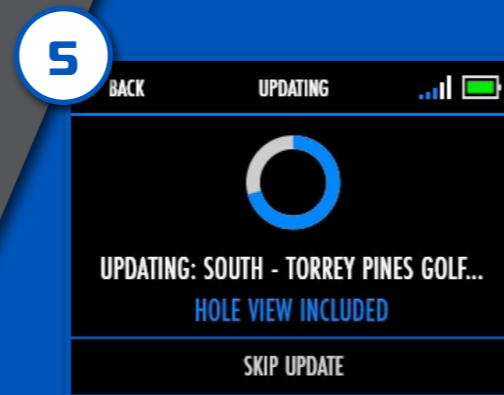 5
BACK UPDATING
UPDATING: SOUTH - TORREY PINES GOLF...
HOLE VIEW INCLUDED
SKIP UPDATE